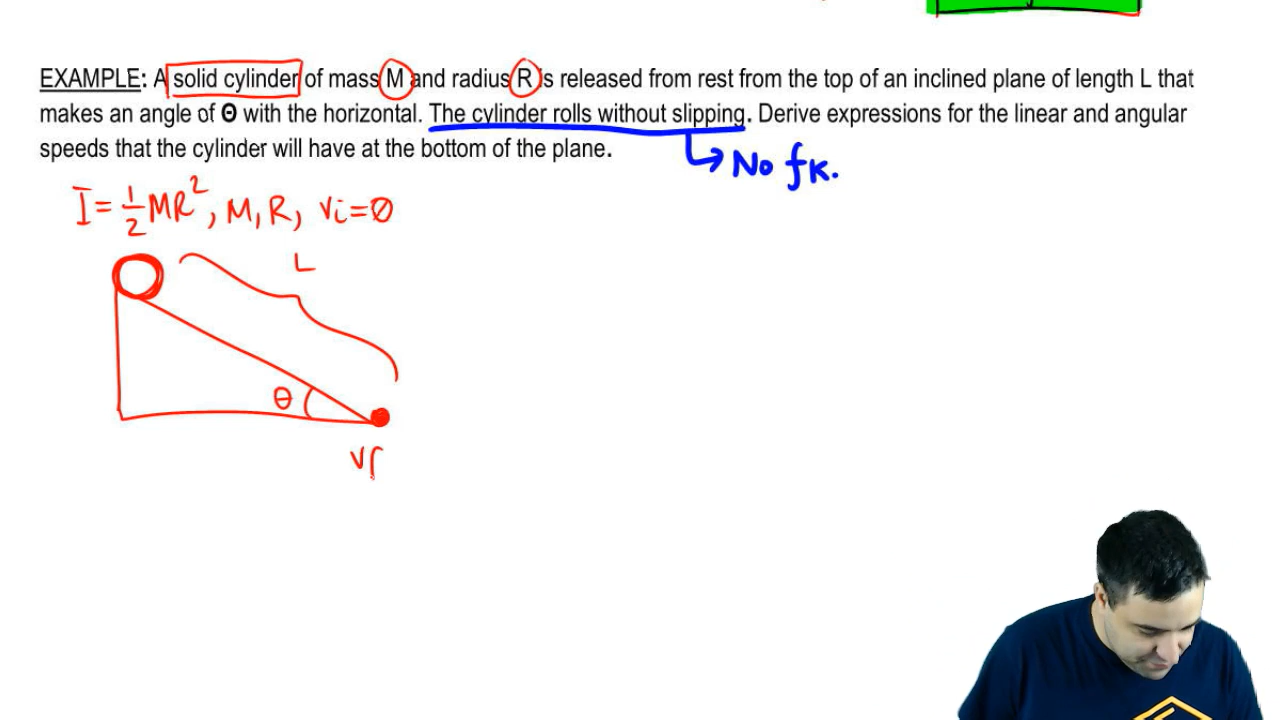 EXAMPLE: A solid cylinder of mass M and radius R is released from rest from the top of an inclined plane of length L that
makes an angle of Θ with the horizontal. The cylinder rolls without slipping. Derive expressions for the linear and angular
speeds that the cylinder will have at the bottom of the plane.
No fk.
I = 1/2 MR², M, R, vi = 0
L
θ
vf